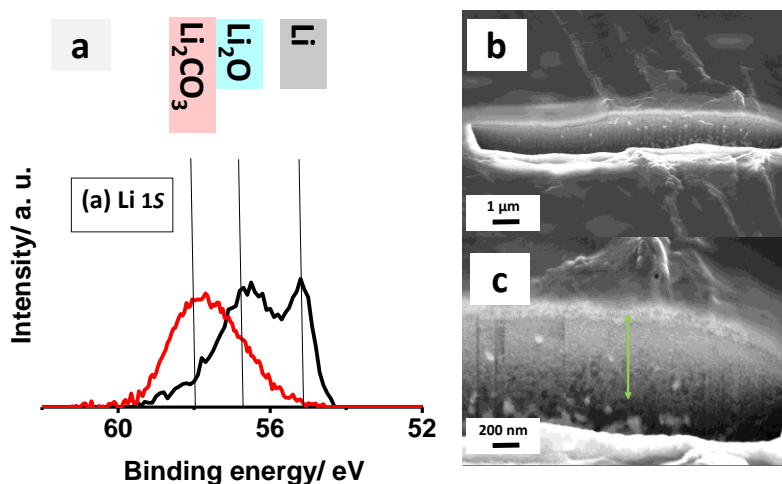 a
Li₂CO₃
Li₂O
Li
(a) Li 1S
Intensity/ a. u.
60
56
52
Binding energy/ eV
b
1 µm
c
200 nm